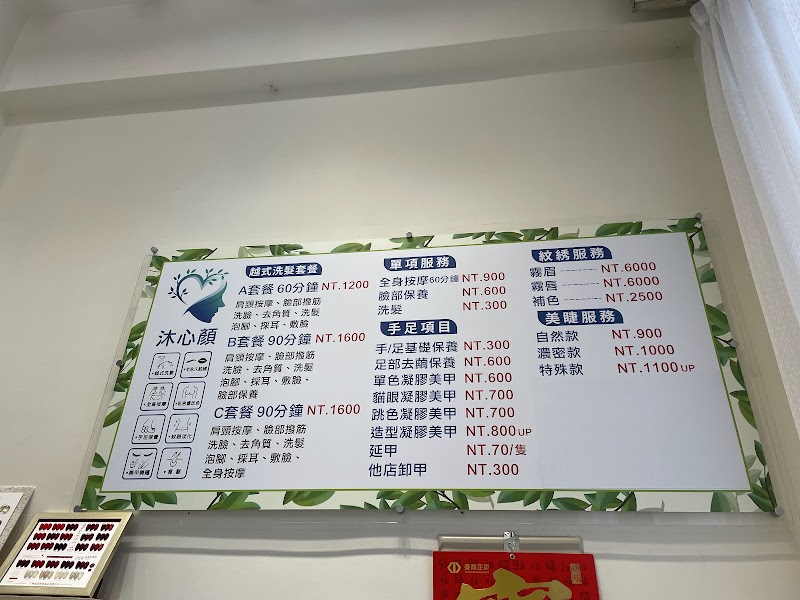 沐心顏
越式洗髮套餐
A套餐 60分鐘 NT.1200
肩頸按摩、臉部撥筋
洗臉、去角質、洗髮
泡腳、採耳、敷臉
B套餐 90分鐘 NT.1600
肩頸按摩、臉部撥筋
洗臉、去角質、洗髮
泡腳、採耳、敷臉、
臉部保養
C套餐 90分鐘 NT.1600
肩頸按摩、臉部撥筋
洗臉、去角質、洗髮
泡腳、採耳、敷臉、
全身按摩
單項服務
全身按摩60分鐘 NT.900
臉部保養 NT.600
洗髮 NT.300
手足項目
手/足基礎保養 NT.300
足部去繭保養 NT.600
單色凝膠美甲 NT.600
貓眼凝膠美甲 NT.700
跳色凝膠美甲 NT.700
造型凝膠美甲 NT.800UP
延甲 NT.70/隻
他店卸甲 NT.300
紋綉服務
霧眉 NT.6000
霧唇 NT.6000
補色 NT.2500
美睫服務
自然款 NT.900
濃密款 NT.1000
特殊款 NT.1100UP